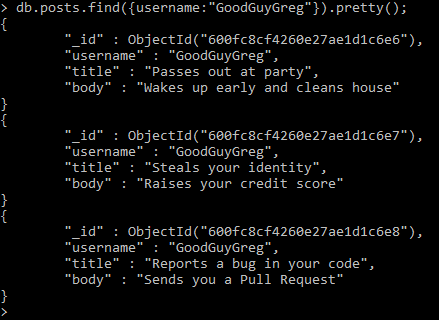 > db.posts.find({username:"GoodGuyGreg"}).pretty();
{
        "_id" : ObjectId("600fc8cf4260e27ae1d1c6e6"),
        "username" : "GoodGuyGreg",
        "title" : "Passes out at party",
        "body" : "Wakes up early and cleans house"
}
{
        "_id" : ObjectId("600fc8cf4260e27ae1d1c6e7"),
        "username" : "GoodGuyGreg",
        "title" : "Steals your identity",
        "body" : "Raises your credit score"
}
{
        "_id" : ObjectId("600fc8cf4260e27ae1d1c6e8"),
        "username" : "GoodGuyGreg",
        "title" : "Reports a bug in your code",
        "body" : "Sends you a Pull Request"
}
>